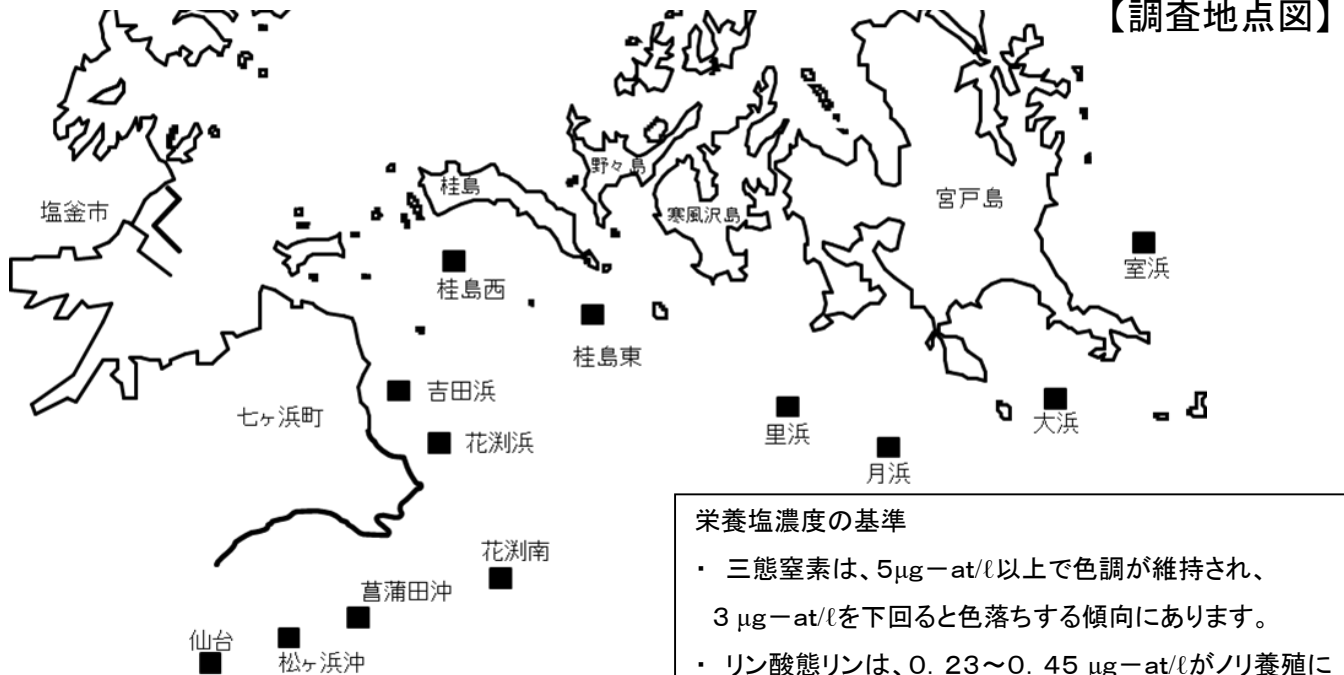 【調査地点図】
野々島
桂島
宮戸島
塩釜市
寒風沢島
室浜
桂島西
桂島東
吉田浜
大浜
七ヶ浜町
里浜
花渕浜
月浜
栄養塩濃度の基準
・ 三態窒素は、5μg－at/ℓ以上で色調が維持され、
3 μg－at/ℓを下回ると色落ちする傾向にあります。
・ リン酸態リンは、0．23～0．45 μg－at/ℓがノリ養殖に
花渕南
菖蒲田沖
仙台
松ヶ浜沖